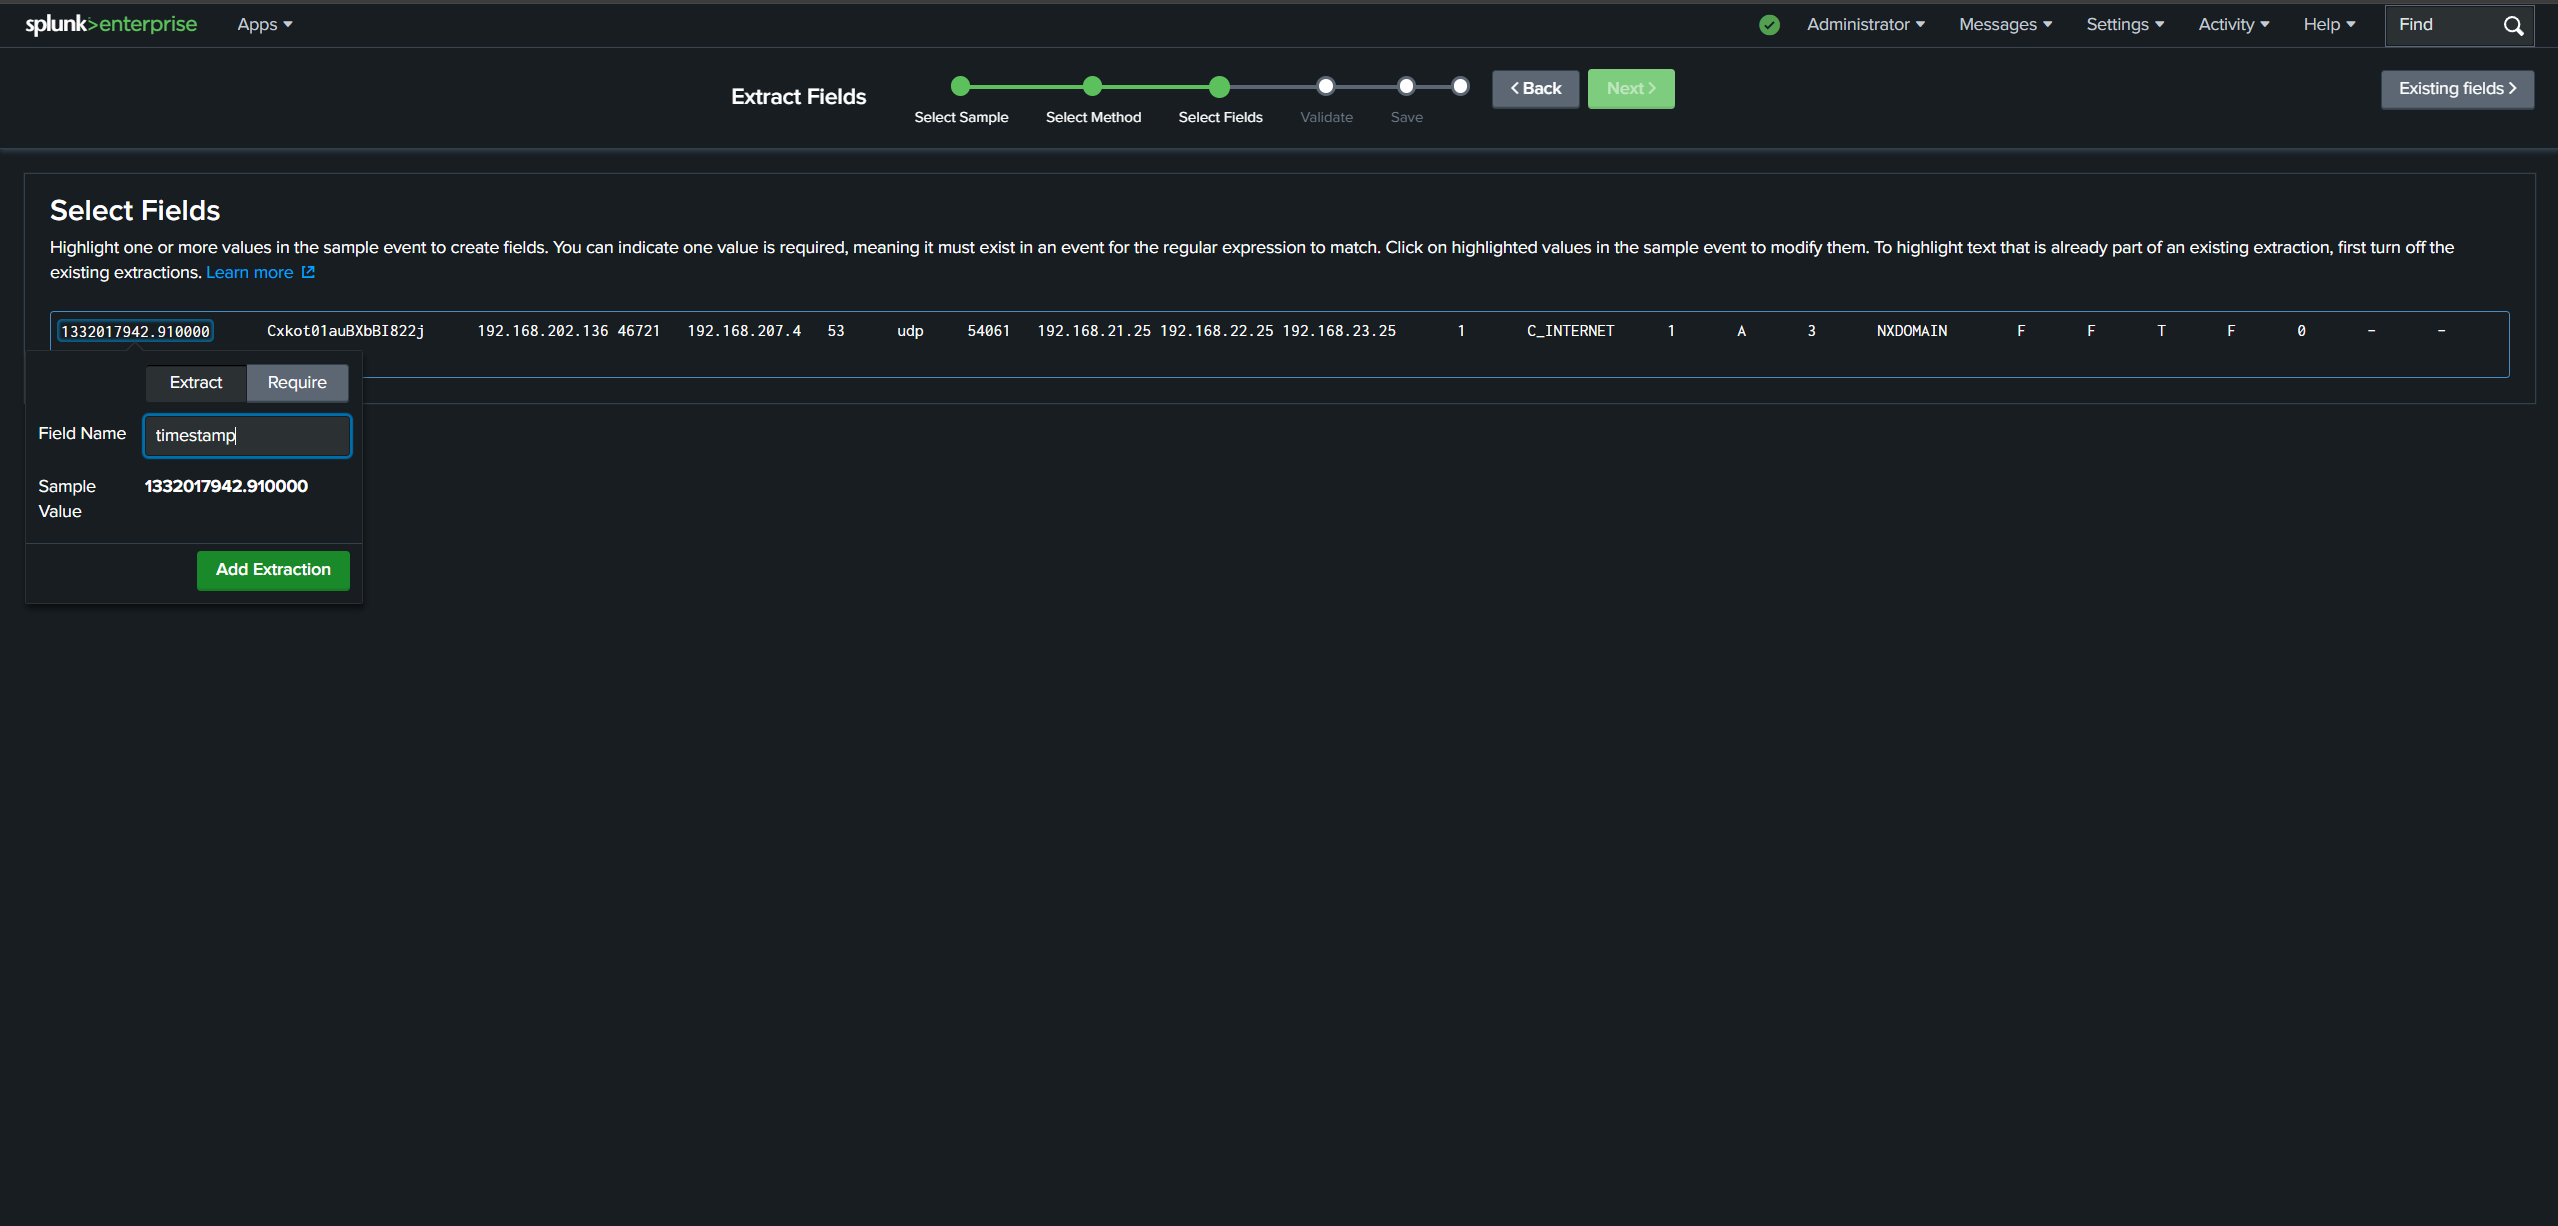 splunk>enterprise Apps Administrator Messages Settings Activity Help Find
Extract Fields
Select Sample Select Method Select Fields Validate Save
< Back Next > Existing fields >
Select Fields
Highlight one or more values in the sample event to create fields. You can indicate one value is required, meaning it must exist in an event for the regular expression to match. Click on highlighted values in the sample event to modify them. To highlight text that is already part of an existing extraction, first turn off the
existing extractions. Learn more
1332017942.910000 Cxkot01auBXbBI822j 192.168.202.136 46721 192.168.207.4 53 udp 54061 192.168.21.25 192.168.22.25 192.168.23.25 1 C_INTERNET 1 A 3 NXDOMAIN F F T F 0 - -
Extract Require
Field Name timestamp
Sample Value 1332017942.910000
Add Extraction